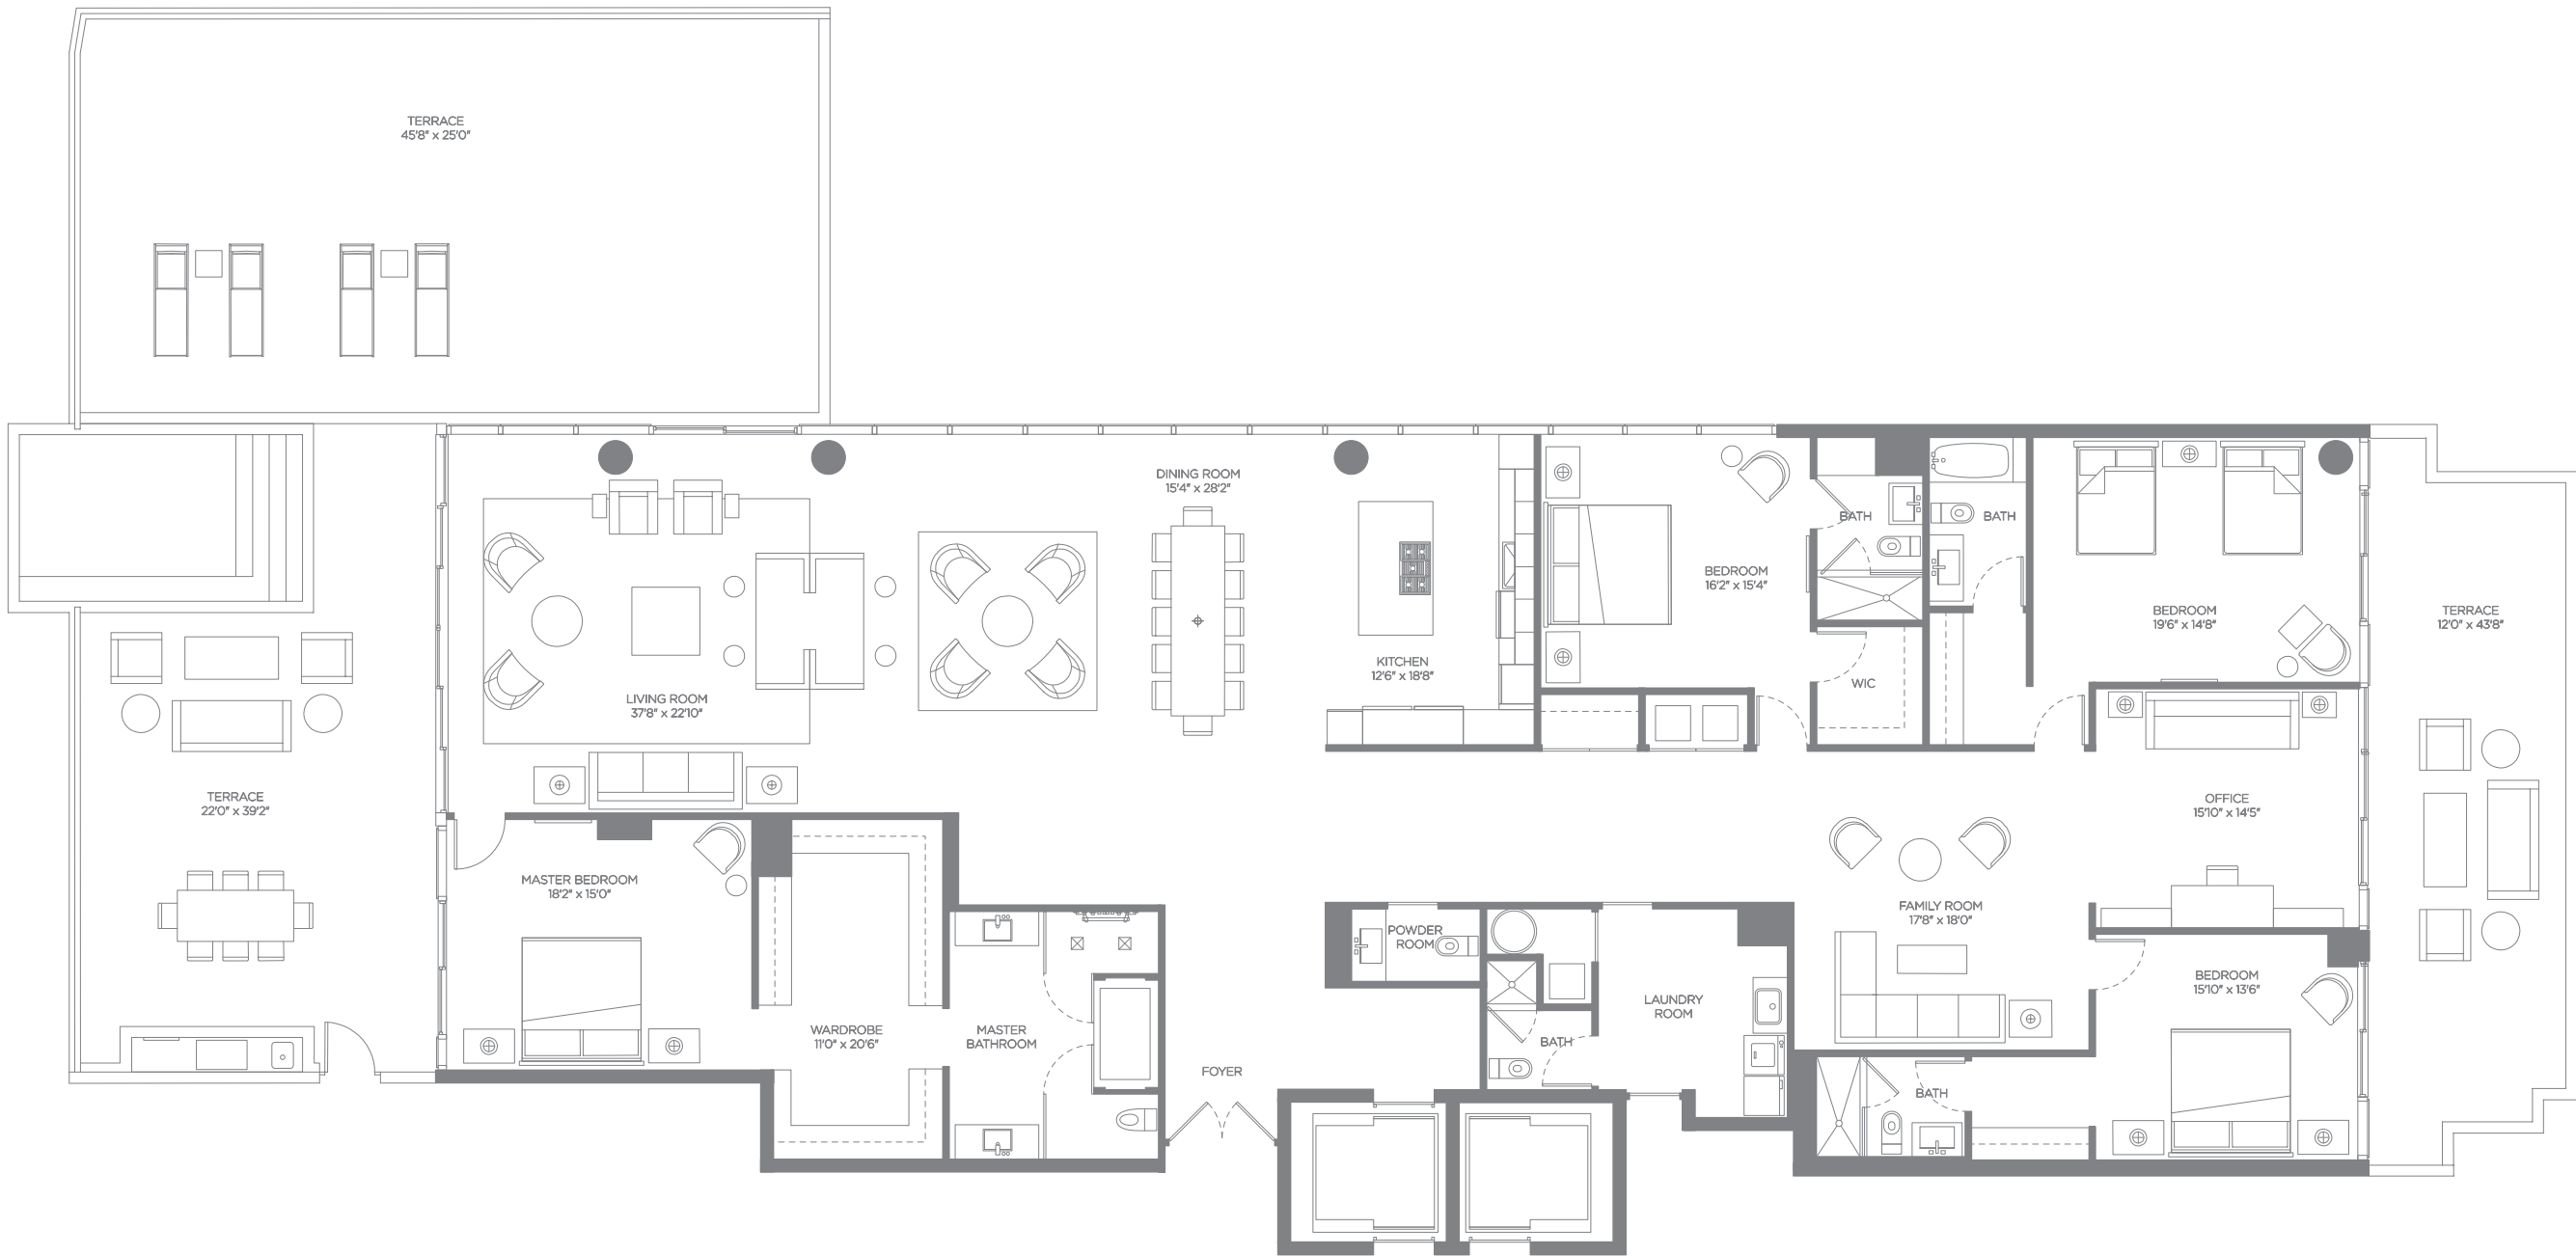 TERRACE
45'8" x 25'0"
DINING ROOM
15'4" x 28'2"
BATH
BATH
BEDROOM
16'2" x 15'4"
BEDROOM
19'6" x 14'8"
TERRACE
12'0" x 43'8"
KITCHEN
12'6" x 18'8"
WIC
LIVING ROOM
37'8" x 22'10"
TERRACE
22'0" x 39'2"
OFFICE
15'10" x 14'5"
MASTER BEDROOM
18'2" x 15'0"
FAMILY ROOM
17'8" x 18'0"
POWDER
ROOM
BEDROOM
15'10" x 13'6"
LAUNDRY
ROOM
WARDROBE
11'0" x 20'6"
MASTER
BATHROOM
BATH
FOYER
BATH